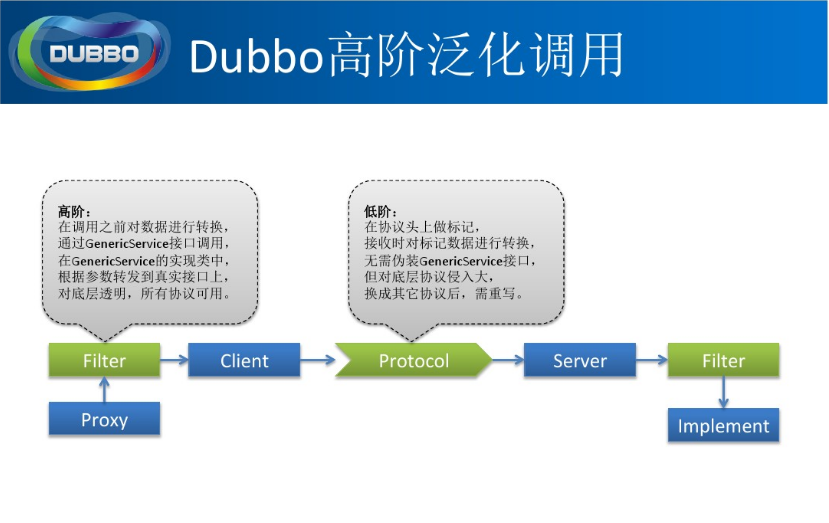 DUBBO
Dubbo高阶泛化调用
高阶：
在调用之前对数据进行转换，
通过GenericService接口调用，
在GenericService的实现类中，
根据参数转发到真实接口上，
对底层透明，所有协议可用。
低阶：
在协议头上做标记，
接收时对标记数据进行转换，
无需伪装GenericService接口，
但对底层协议侵入大，
换成其它协议后，需重写。
Filter
Client
Protocol
Server
Filter
Proxy
Implement